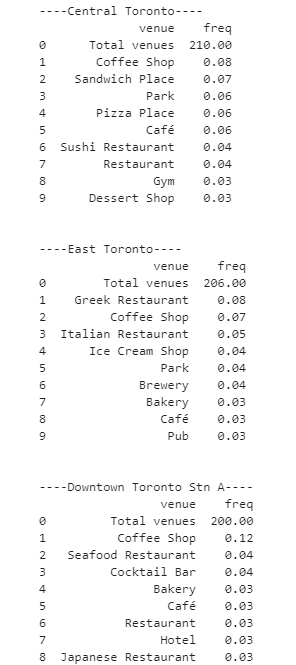 ----Central Toronto----
venue freq
0 Total venues 210.00
1 Coffee Shop 0.08
2 Sandwich Place 0.07
3 Park 0.06
4 Pizza Place 0.06
5 Café 0.06
6 Sushi Restaurant 0.04
7 Restaurant 0.04
8 Gym 0.03
9 Dessert Shop 0.03
----East Toronto----
venue freq
0 Total venues 206.00
1 Greek Restaurant 0.08
2 Coffee Shop 0.07
3 Italian Restaurant 0.05
4 Ice Cream Shop 0.04
5 Park 0.04
6 Brewery 0.04
7 Bakery 0.03
8 Café 0.03
9 Pub 0.03
----Downtown Toronto Stn A----
venue freq
0 Total venues 200.00
1 Coffee Shop 0.12
2 Seafood Restaurant 0.04
3 Cocktail Bar 0.04
4 Bakery 0.03
5 Café 0.03
6 Restaurant 0.03
7 Hotel 0.03
8 Japanese Restaurant 0.03